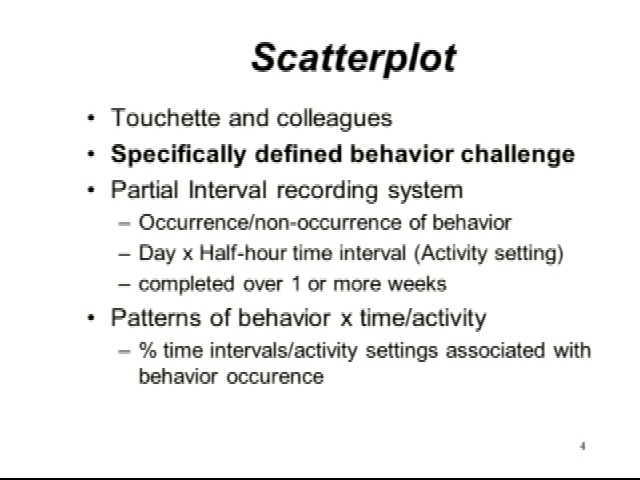 Scatterplot
• Touchette and colleagues
• Specifically defined behavior challenge
• Partial Interval recording system
– Occurrence/non-occurrence of behavior
– Day x Half-hour time interval (Activity setting)
– completed over 1 or more weeks
• Patterns of behavior x time/activity
– % time intervals/activity settings associated with
behavior occurence
4